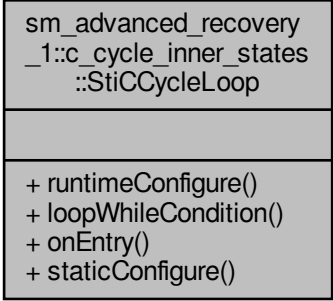 sm_advanced_recovery
_1::c_cycle_inner_states
::StiCCycleLoop
+ runtimeConfigure()
+ loopWhileCondition()
+ onEntry()
+ staticConfigure()